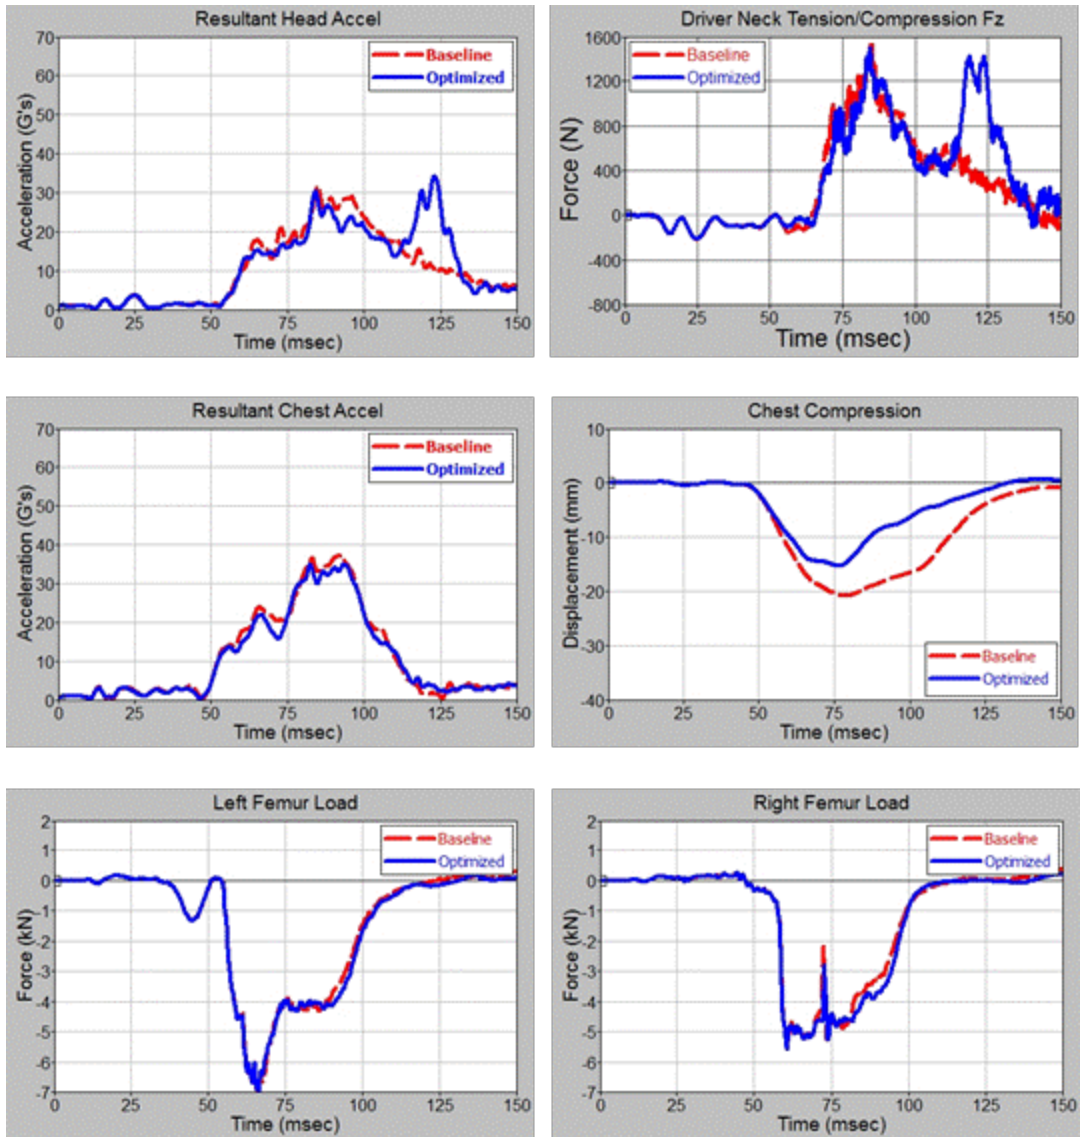 Resultant Head Accel
70
60
50
40
30
20
10
0
Acceleration (G's)
Baseline
Optimized
0 25 50 75 100 125 150
Time (msec)
Driver Neck Tension/Compression Fz
1600
1200
800
400
0
-400
-800
Force (N)
Baseline
Optimized
0 25 50 75 100 125 150
Time (msec)
Resultant Chest Accel
70
60
50
40
30
20
10
0
Acceleration (G's)
Baseline
Optimized
0 25 50 75 100 125 150
Time (msec)
Chest Compression
10
0
-10
-20
-30
-40
Displacement (mm)
Baseline
Optimized
0 25 50 75 100 125 150
Time (msec)
Left Femur Load
2
1
0
-1
-2
-3
-4
-5
-6
-7
Force (kN)
Baseline
Optimized
0 25 50 75 100 125 150
Time (msec)
Right Femur Load
2
1
0
-1
-2
-3
-4
-5
-6
-7
Force (kN)
Baseline
Optimized
0 25 50 75 100 125 150
Time (msec)